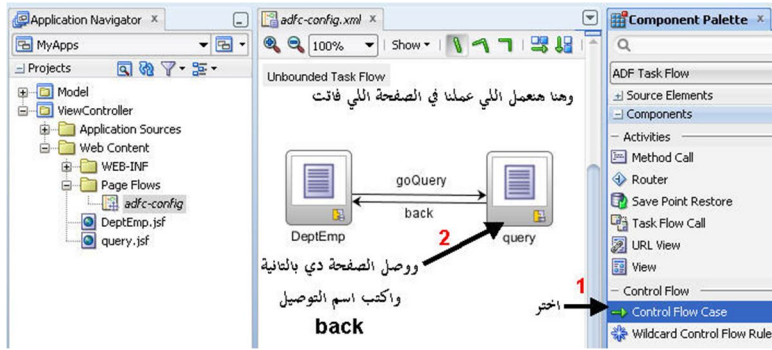 Application Navigator
MyApps
Projects
Model
ViewController
Application Sources
Web Content
WEB-INF
Page Flows
adfc-config
DeptEmp.jsf
query.jsf
adfc-config.xml
100%
Show
Unbounded Task Flow
وهنا هنعمل اللي عملنا في الصفحة اللي فاتت
goQuery
back
DeptEmp
query
2
ووصل الصفحة دي بالتانية
واكتب اسم التوصيل
back
1
اختر
Component Palette
ADF Task Flow
Source Elements
Components
Activities
Method Call
Router
Save Point Restore
Task Flow Call
URL View
View
Control Flow
Control Flow Case
Wildcard Control Flow Rule